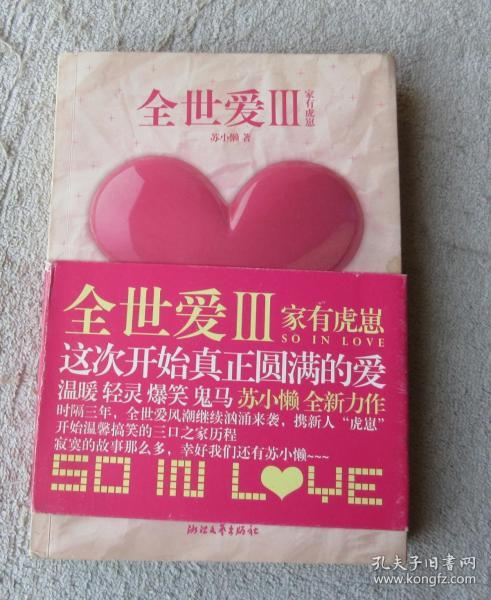 全世爱Ⅲ
家有虎崽
苏小懒 著
全世爱Ⅲ 家有虎崽
SO IN LOVE
这次开始真正圆满的爱
温暖 轻灵 爆笑 鬼马 苏小懒 全新力作
时隔三年，全世爱风潮继续汹涌来袭，携新人“虎崽”
开始温馨搞笑的三口之家历程
寂寞的故事那么多，幸好我们还有苏小懒~~~
SO IN L♥VE
浙江文艺出版社
孔夫子旧书网
kongfz.com